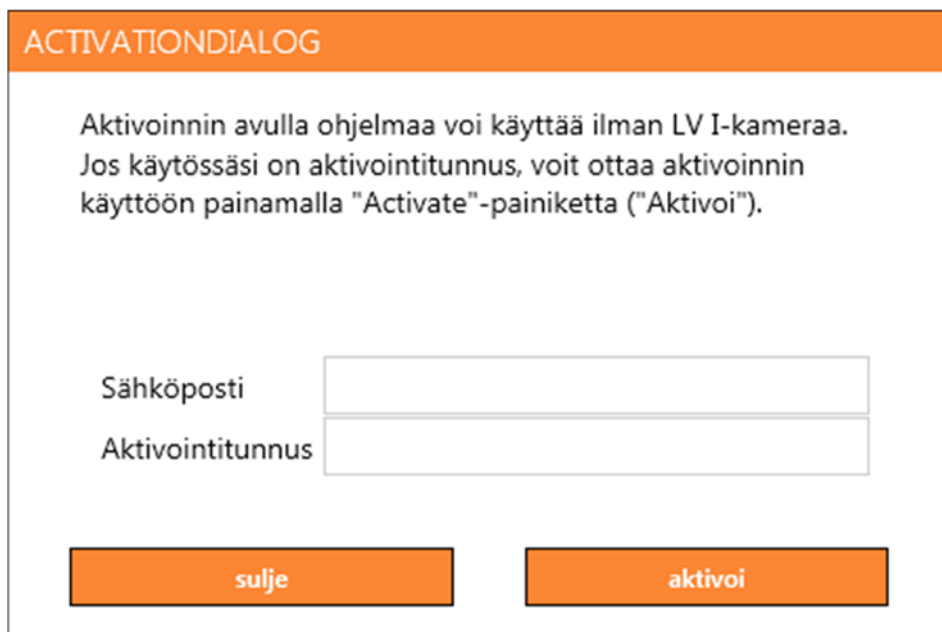 ACTIVATIONDIALOG
Aktivoinnin avulla ohjelmaa voi käyttää ilman LV I-kameraa.
Jos käytössäsi on aktivointitunnus, voit ottaa aktivoinnin
käyttöön painamalla "Activate"-painiketta ("Aktivoi").
Sähköposti
Aktivointitunnus
sulje aktivoi